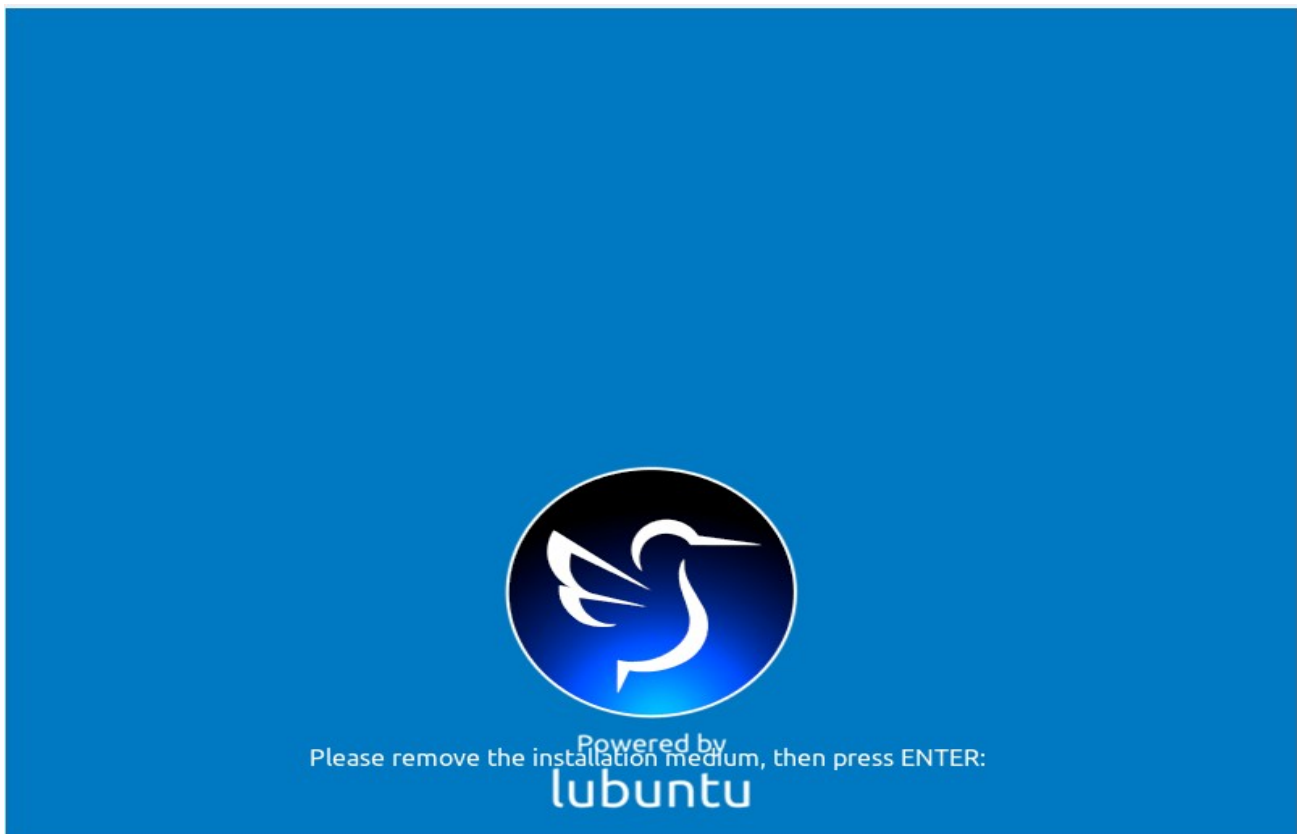 Powered by
Please remove the installation medium, then press ENTER:
lubuntu